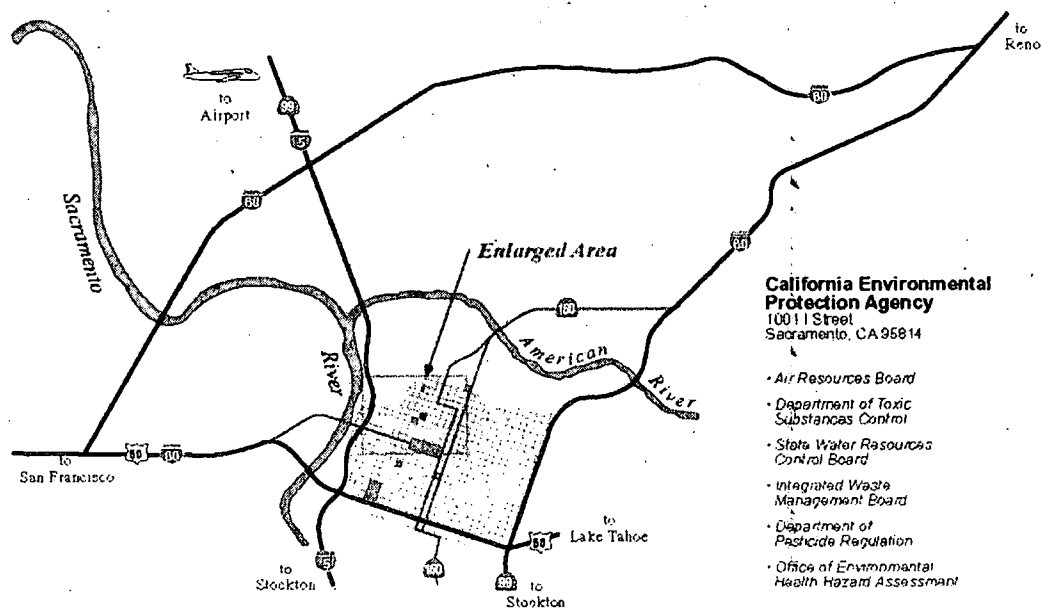 to
Reno
to
Airport
99
80
80
80
Sacramento
Enlarged Area
160
American
River
River
California Environmental
Protection Agency
1001 I Street
Sacramento, CA 95814
• Air Resources Board
• Department of Toxic
Substances Control
• State Water Resources
Control Board
• Integrated Waste
Management Board
• Department of
Pesticide Regulation
• Office of Environmental
Health Hazard Assessment
to
San Francisco
50
80
to
Lake Tahoe
50
to
Stockton
160
to
Stockton